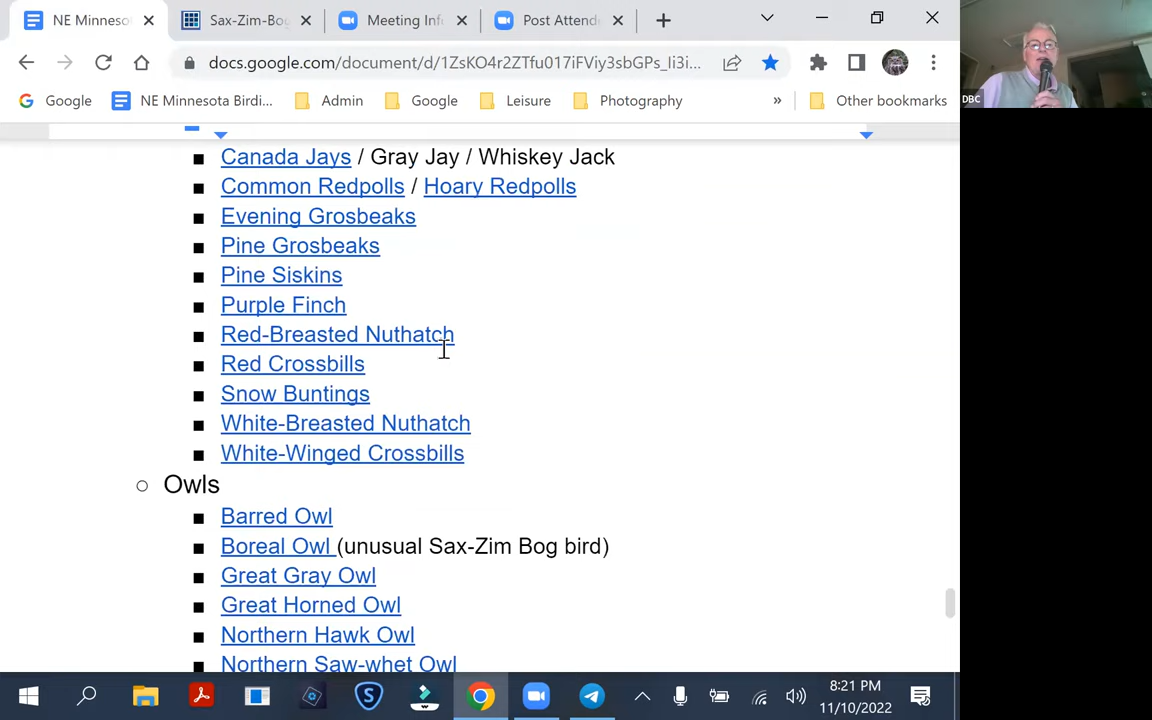 NE Minneso
Sax-Zim-Bog
Meeting Inf
Post Attend
docs.google.com/document/d/1ZsKO4r2ZTfu017iFViy3sbGPs_Ii3i...
Google
NE Minnesota Birdi...
Admin
Google
Leisure
Photography
»
Other bookmarks
DBC
■ Canada Jays / Gray Jay / Whiskey Jack
■ Common Redpolls / Hoary Redpolls
■ Evening Grosbeaks
■ Pine Grosbeaks
■ Pine Siskins
■ Purple Finch
■ Red-Breasted Nuthatch
■ Red Crossbills
■ Snow Buntings
■ White-Breasted Nuthatch
■ White-Winged Crossbills
○ Owls
■ Barred Owl
■ Boreal Owl (unusual Sax-Zim Bog bird)
■ Great Gray Owl
■ Great Horned Owl
■ Northern Hawk Owl
■ Northern Saw-whet Owl
8:21 PM
11/10/2022